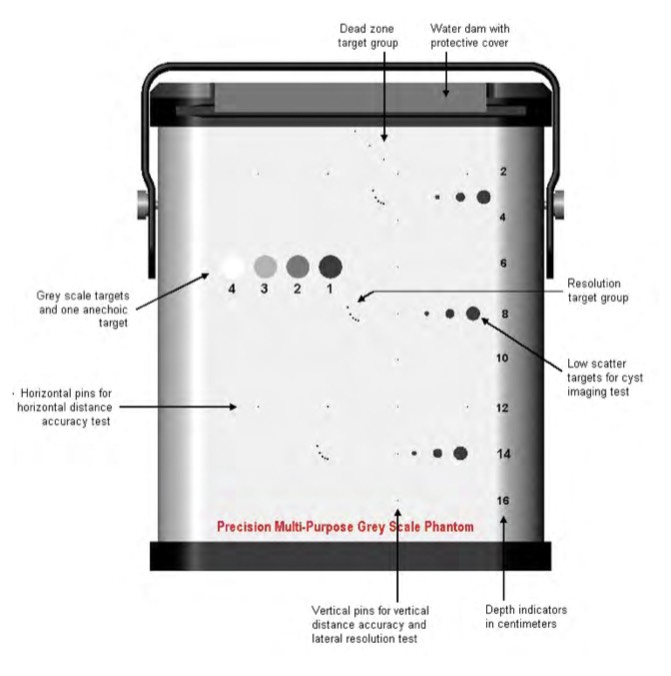 Dead zone
target group
Water dam with
protective cover
2
4
6
4 3 2 1
Grey scale targets
and one anechoic
target
Resolution
target group
8
10
Low scatter
targets for cyst
imaging test
Horizontal pins for
horizontal distance
accuracy test
12
14
16
Precision Multi-Purpose Grey Scale Phantom
Vertical pins for vertical
distance accuracy and
lateral resolution test
Depth indicators
in centimeters